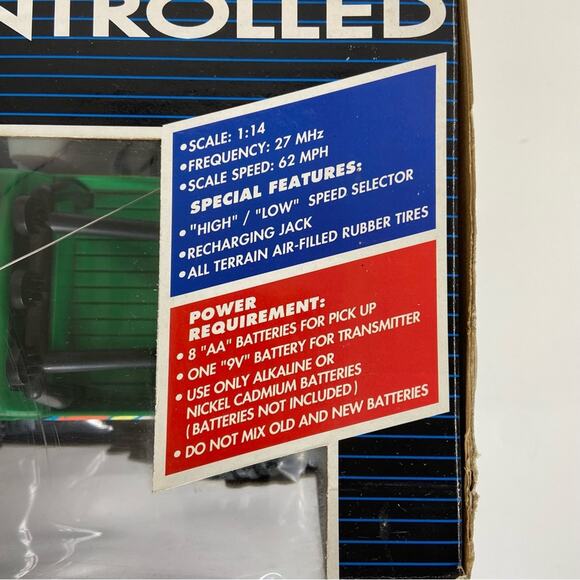 NTROLLED
•SCALE: 1:14
•FREQUENCY: 27 MHz
•SCALE SPEED: 62 MPH
SPECIAL FEATURES:
• "HIGH" / "LOW" SPEED SELECTOR
•RECHARGING JACK
•ALL TERRAIN AIR-FILLED RUBBER TIRES
POWER
REQUIREMENT:
• 8 "AA" BATTERIES FOR PICK UP
• ONE "9V" BATTERY FOR TRANSMITTER
• USE ONLY ALKALINE OR
NICKEL CADMIUM BATTERIES
( BATTERIES NOT INCLUDED )
• DO NOT MIX OLD AND NEW BATTERIES